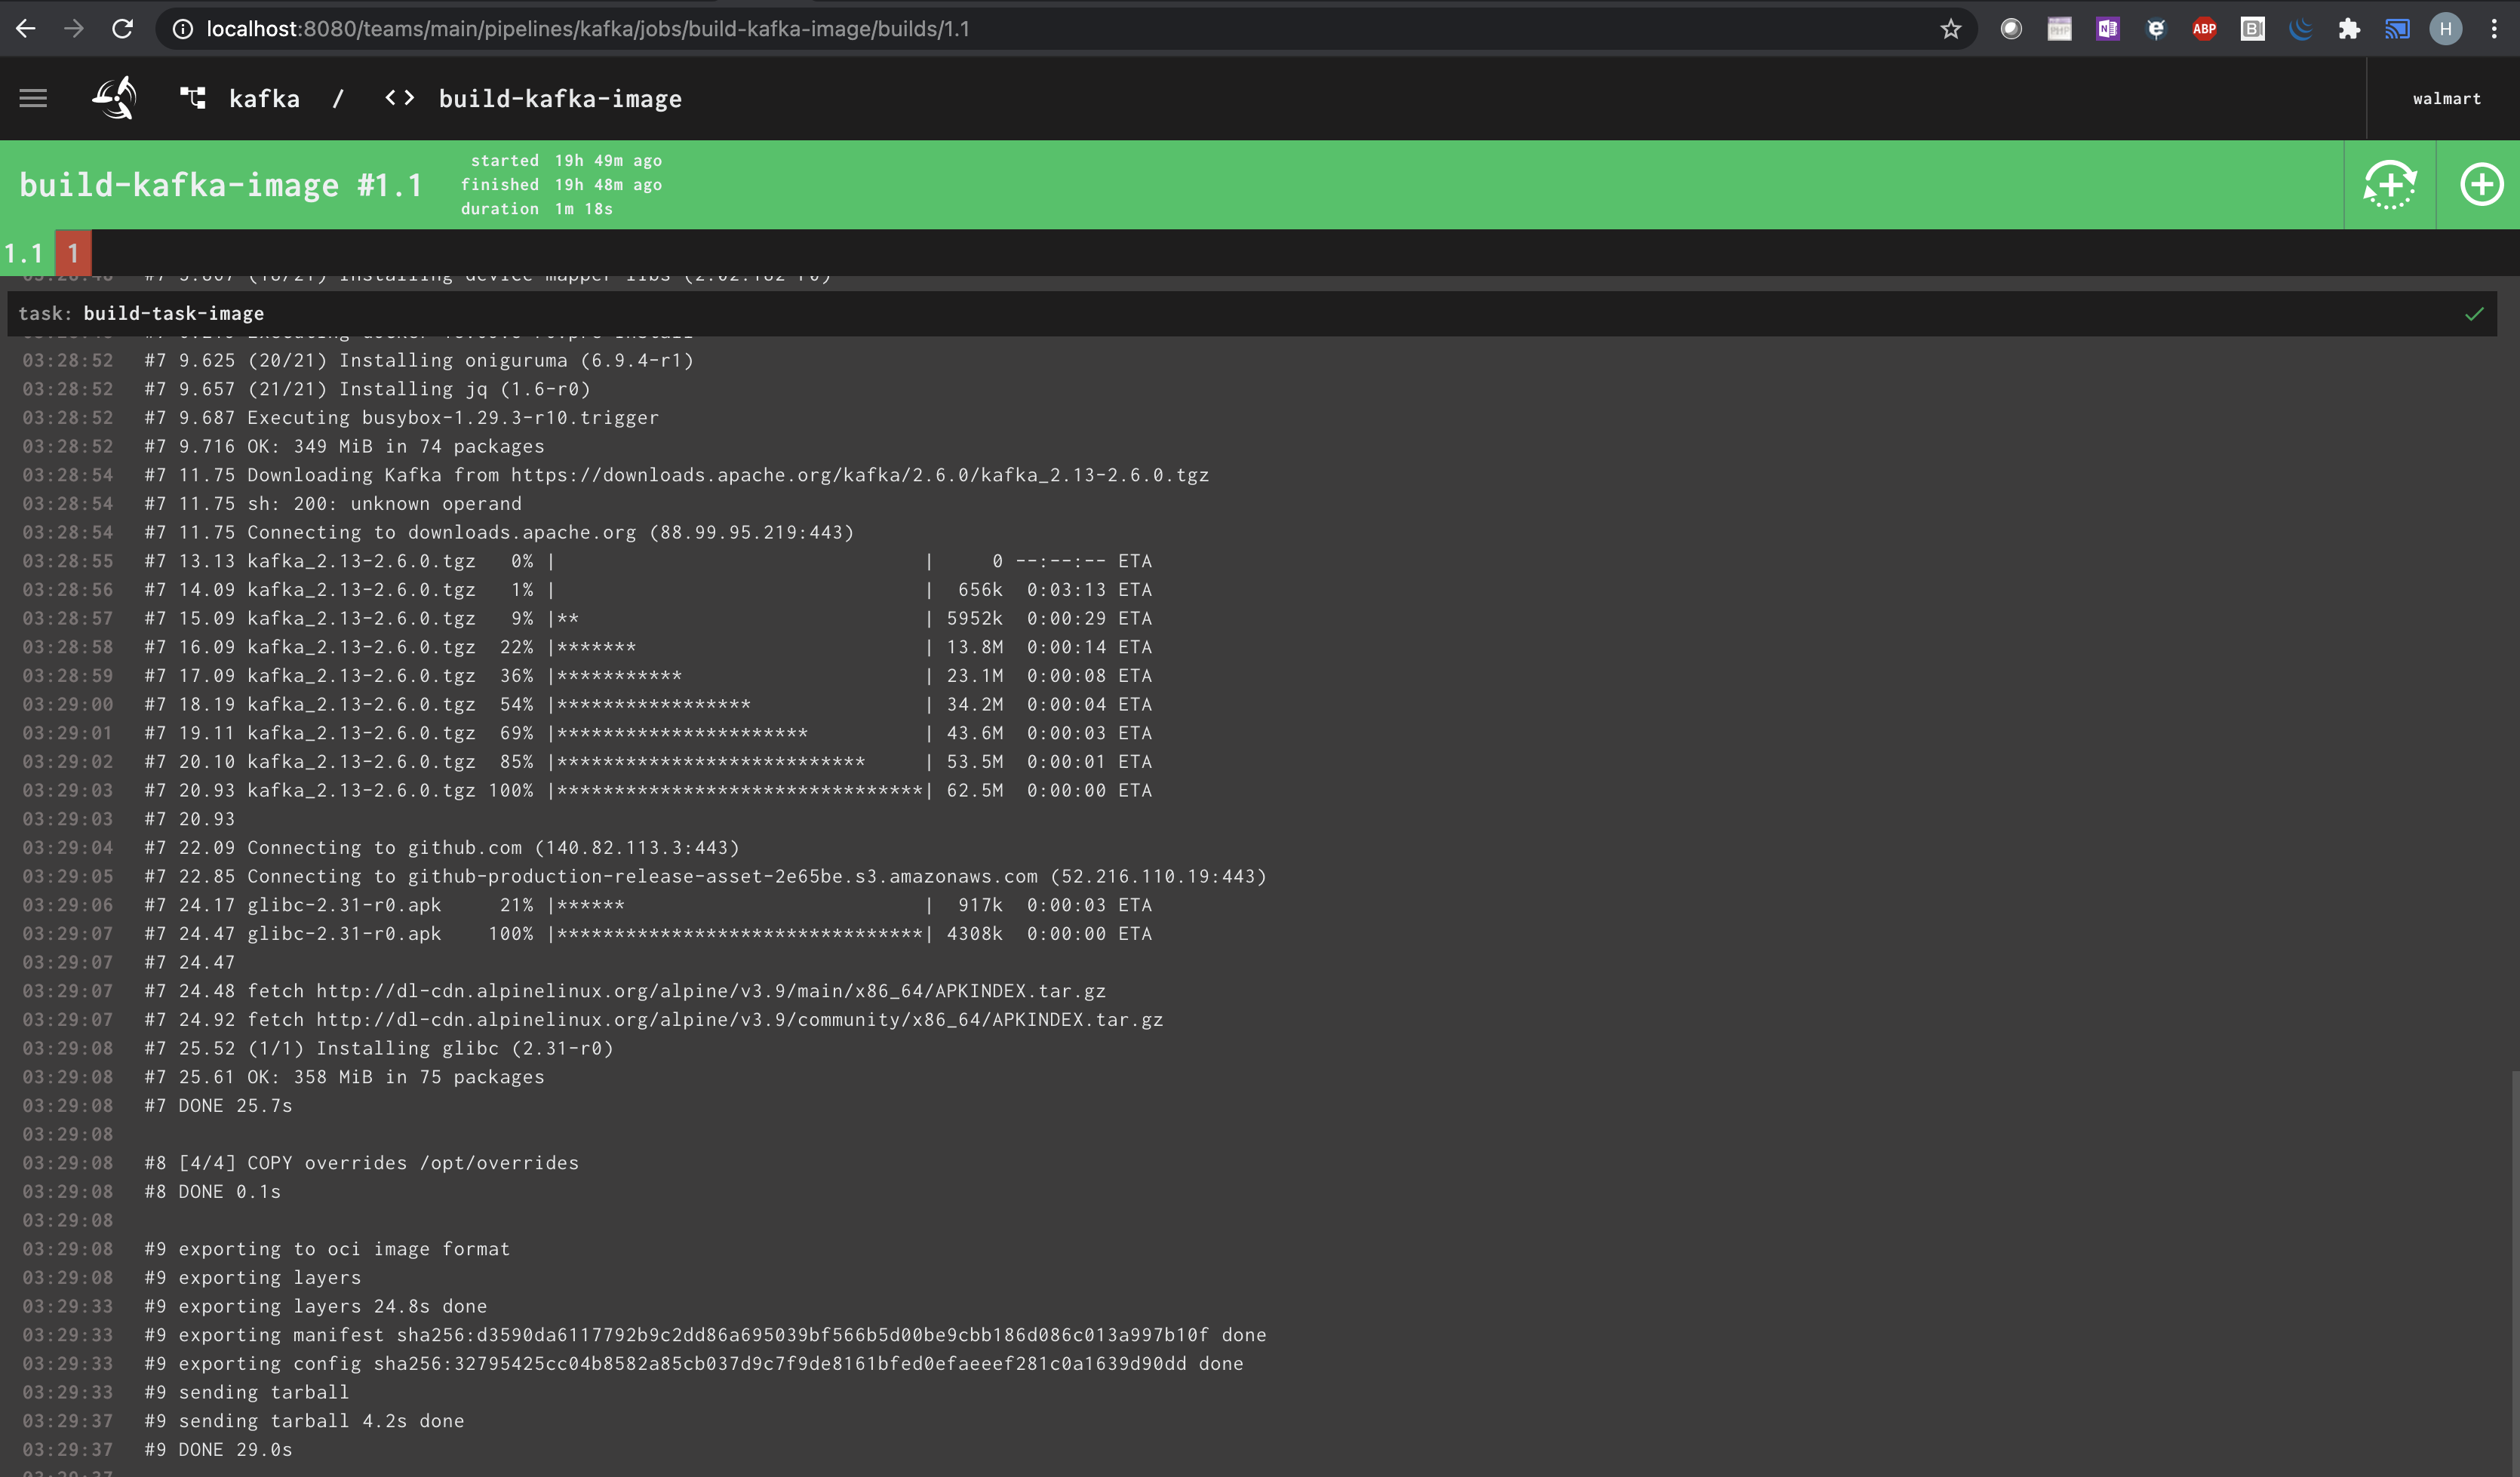 localhost:8080/teams/main/pipelines/kafka/jobs/build-kafka-image/builds/1.1
ABP
H
kafka / build-kafka-image
walmart
build-kafka-image #1.1
started 19h 49m ago
finished 19h 48m ago
duration 1m 18s
1.1 1
task: build-task-image
03:28:52 #7 9.625 (20/21) Installing oniguruma (6.9.4-r1)
03:28:52 #7 9.657 (21/21) Installing jq (1.6-r0)
03:28:52 #7 9.687 Executing busybox-1.29.3-r10.trigger
03:28:52 #7 9.716 OK: 349 MiB in 74 packages
03:28:54 #7 11.75 Downloading Kafka from https://downloads.apache.org/kafka/2.6.0/kafka_2.13-2.6.0.tgz
03:28:54 #7 11.75 sh: 200: unknown operand
03:28:54 #7 11.75 Connecting to downloads.apache.org (88.99.95.219:443)
03:28:55 #7 13.13 kafka_2.13-2.6.0.tgz 0% | | 0 --:--:-- ETA
03:28:56 #7 14.09 kafka_2.13-2.6.0.tgz 1% | | 656k 0:03:13 ETA
03:28:57 #7 15.09 kafka_2.13-2.6.0.tgz 9% |** | 5952k 0:00:29 ETA
03:28:58 #7 16.09 kafka_2.13-2.6.0.tgz 22% |******* | 13.8M 0:00:14 ETA
03:28:59 #7 17.09 kafka_2.13-2.6.0.tgz 36% |*********** | 23.1M 0:00:08 ETA
03:29:00 #7 18.19 kafka_2.13-2.6.0.tgz 54% |***************** | 34.2M 0:00:04 ETA
03:29:01 #7 19.11 kafka_2.13-2.6.0.tgz 69% |********************** | 43.6M 0:00:03 ETA
03:29:02 #7 20.10 kafka_2.13-2.6.0.tgz 85% |*************************** | 53.5M 0:00:01 ETA
03:29:03 #7 20.93 kafka_2.13-2.6.0.tgz 100% |********************************| 62.5M 0:00:00 ETA
03:29:03 #7 20.93
03:29:04 #7 22.09 Connecting to github.com (140.82.113.3:443)
03:29:05 #7 22.85 Connecting to github-production-release-asset-2e65be.s3.amazonaws.com (52.216.110.19:443)
03:29:06 #7 24.17 glibc-2.31-r0.apk 21% |****** | 917k 0:00:03 ETA
03:29:07 #7 24.47 glibc-2.31-r0.apk 100% |********************************| 4308k 0:00:00 ETA
03:29:07 #7 24.47
03:29:07 #7 24.48 fetch http://dl-cdn.alpinelinux.org/alpine/v3.9/main/x86_64/APKINDEX.tar.gz
03:29:07 #7 24.92 fetch http://dl-cdn.alpinelinux.org/alpine/v3.9/community/x86_64/APKINDEX.tar.gz
03:29:08 #7 25.52 (1/1) Installing glibc (2.31-r0)
03:29:08 #7 25.61 OK: 358 MiB in 75 packages
03:29:08 #7 DONE 25.7s
03:29:08
03:29:08 #8 [4/4] COPY overrides /opt/overrides
03:29:08 #8 DONE 0.1s
03:29:08
03:29:08 #9 exporting to oci image format
03:29:08 #9 exporting layers
03:29:33 #9 exporting layers 24.8s done
03:29:33 #9 exporting manifest sha256:d3590da6117792b9c2dd86a695039bf566b5d00be9cbb186d086c013a997b10f done
03:29:33 #9 exporting config sha256:32795425cc04b8582a85cb037d9c7f9de8161bfed0efaeeef281c0a1639d90dd done
03:29:33 #9 sending tarball
03:29:37 #9 sending tarball 4.2s done
03:29:37 #9 DONE 29.0s